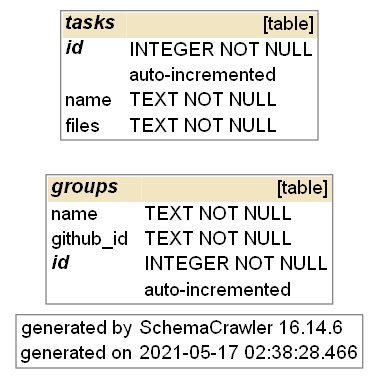 tasks [table]
id INTEGER NOT NULL
auto-incremented
name TEXT NOT NULL
files TEXT NOT NULL
groups [table]
name TEXT NOT NULL
github_id TEXT NOT NULL
id INTEGER NOT NULL
auto-incremented
generated by SchemaCrawler 16.14.6
generated on 2021-05-17 02:38:28.466